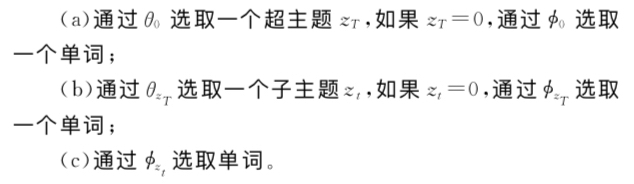 (a)通过 θ₀ 选取一个超主题 z_T,如果 z_T=0,通过 ϕ₀ 选取
一个单词；
(b)通过 θ_{z_T} 选取一个子主题 z_t,如果 z_t=0,通过 ϕ_{z_T} 选取
一个单词；
(c)通过 ϕ_{z_t} 选取单词。